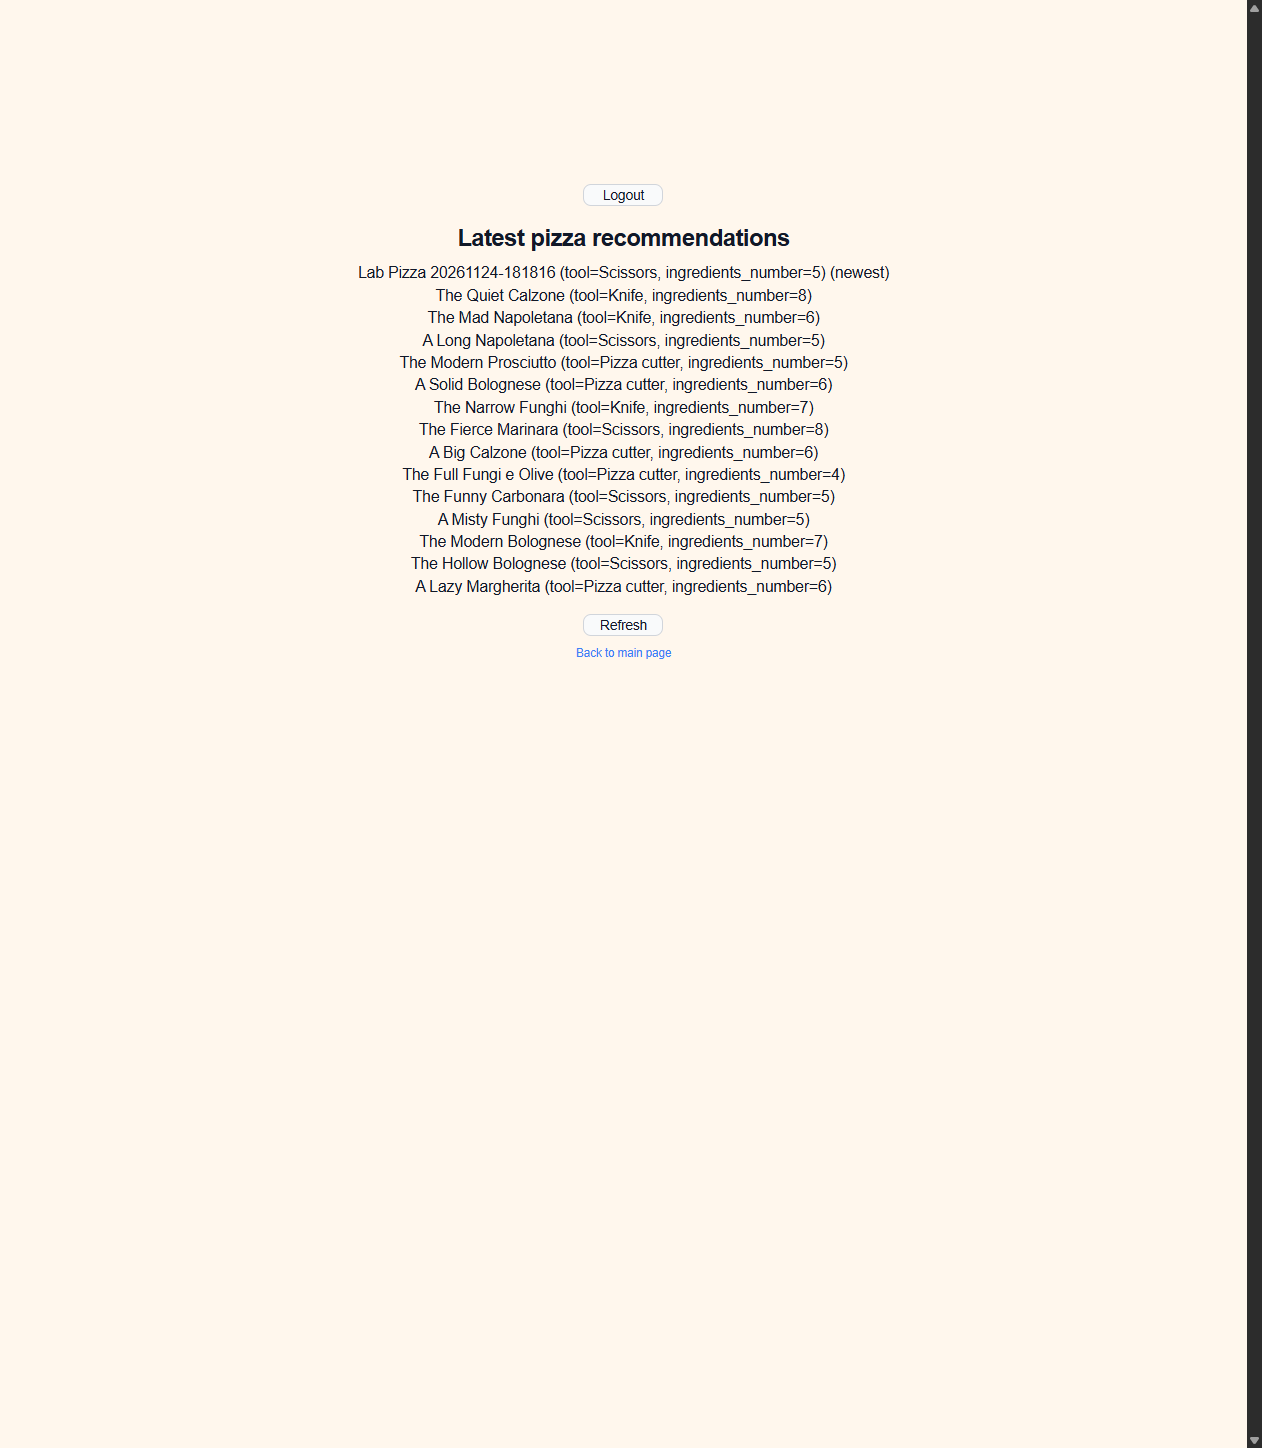 Logout
Latest pizza recommendations
Lab Pizza 20261124-181816 (tool=Scissors, ingredients_number=5) (newest)
The Quiet Calzone (tool=Knife, ingredients_number=8)
The Mad Napoletana (tool=Knife, ingredients_number=6)
A Long Napoletana (tool=Scissors, ingredients_number=5)
The Modern Prosciutto (tool=Pizza cutter, ingredients_number=5)
A Solid Bolognese (tool=Pizza cutter, ingredients_number=6)
The Narrow Funghi (tool=Knife, ingredients_number=7)
The Fierce Marinara (tool=Scissors, ingredients_number=8)
A Big Calzone (tool=Pizza cutter, ingredients_number=6)
The Full Fungi e Olive (tool=Pizza cutter, ingredients_number=4)
The Funny Carbonara (tool=Scissors, ingredients_number=5)
A Misty Funghi (tool=Scissors, ingredients_number=5)
The Modern Bolognese (tool=Knife, ingredients_number=7)
The Hollow Bolognese (tool=Scissors, ingredients_number=5)
A Lazy Margherita (tool=Pizza cutter, ingredients_number=6)
Refresh
Back to main page